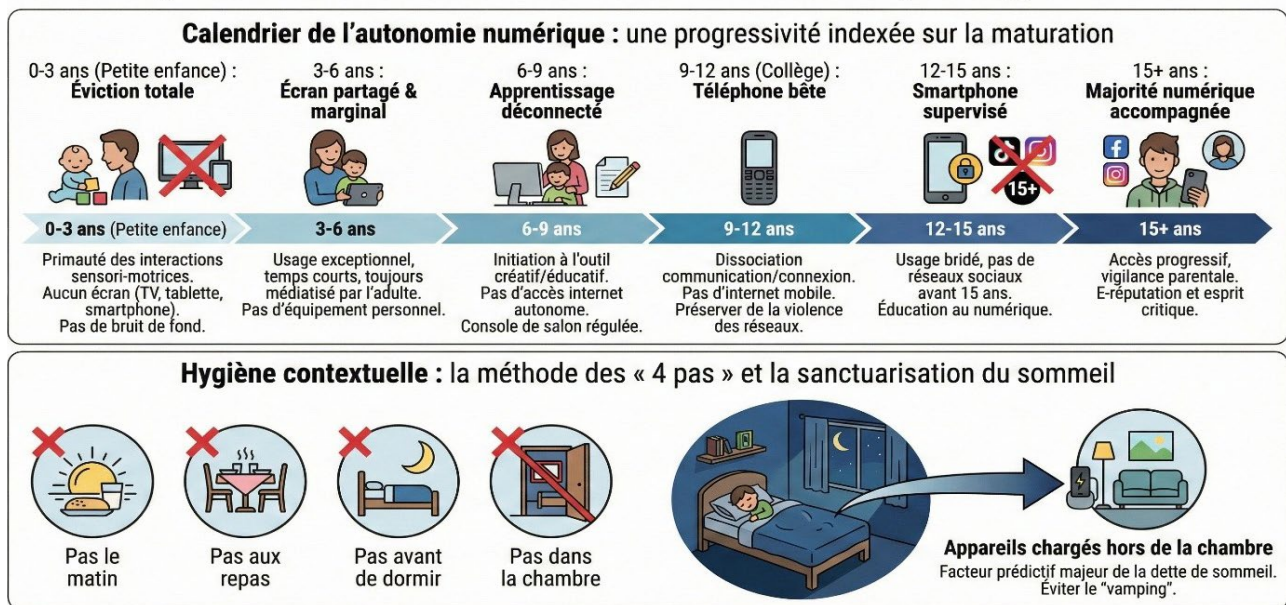 Calendrier de l'autonomie numérique : une progressivité indexée sur la maturation
0-3 ans (Petite enfance) :
Éviction totale
3-6 ans :
Écran partagé &
marginal
6-9 ans :
Apprentissage
déconnecté
9-12 ans (Collège) :
Téléphone bête
12-15 ans :
Smartphone
supervisé
15+ ans :
Majorité numérique
accompagnée
15+
0-3 ans (Petite enfance)
3-6 ans
6-9 ans
9-12 ans
12-15 ans
15+ ans
Primauté des interactions
sensori-motrices.
Aucun écran (TV, tablette,
smartphone).
Pas de bruit de fond.
Usage exceptionnel,
temps courts, toujours
médiatisé par l'adulte.
Pas d'équipement personnel.
Initiation à l'outil
créatif/éducatif.
Pas d'accès internet
autonome.
Console de salon régulée.
Dissociation
communication/connexion.
Pas d'internet mobile.
Préserver de la violence
des réseaux.
Usage bridé, pas de
réseaux sociaux
avant 15 ans.
Éducation au numérique.
Accès progressif,
vigilance parentale.
E-réputation et esprit
critique.
Hygiène contextuelle : la méthode des « 4 pas » et la sanctuarisation du sommeil
Pas le
matin
Pas aux
repas
Pas avant
de dormir
Pas dans
la chambre
Appareils chargés hors de la chambre
Facteur prédictif majeur de la dette de sommeil.
Éviter le "vamping".